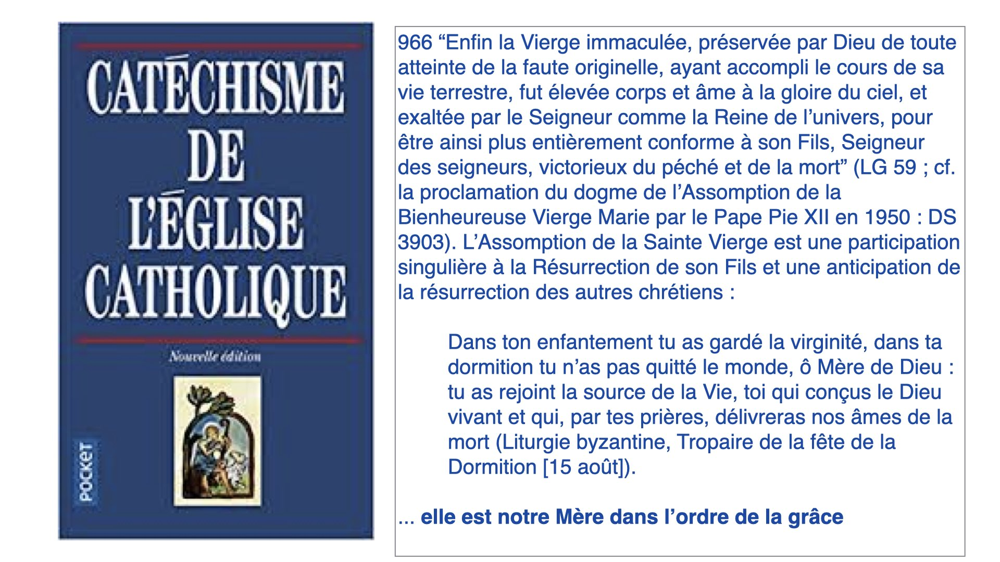 CATÉCHISME
DE
L'ÉGLISE
CATHOLIQUE
Nouvelle édition
POCKET
966 “Enfin la Vierge immaculée, préservée par Dieu de toute
atteinte de la faute originelle, ayant accompli le cours de sa
vie terrestre, fut élevée corps et âme à la gloire du ciel, et
exaltée par le Seigneur comme la Reine de l’univers, pour
être ainsi plus entièrement conforme à son Fils, Seigneur
des seigneurs, victorieux du péché et de la mort” (LG 59 ; cf.
la proclamation du dogme de l’Assomption de la
Bienheureuse Vierge Marie par le Pape Pie XII en 1950 : DS
3903). L’Assomption de la Sainte Vierge est une participation
singulière à la Résurrection de son Fils et une anticipation de
la résurrection des autres chrétiens :
Dans ton enfantement tu as gardé la virginité, dans ta
dormition tu n’as pas quitté le monde, ô Mère de Dieu :
tu as rejoint la source de la Vie, toi qui conçus le Dieu
vivant et qui, par tes prières, délivreras nos âmes de la
mort (Liturgie byzantine, Tropaire de la fête de la
Dormition [15 août]).
... elle est notre Mère dans l’ordre de la grâce